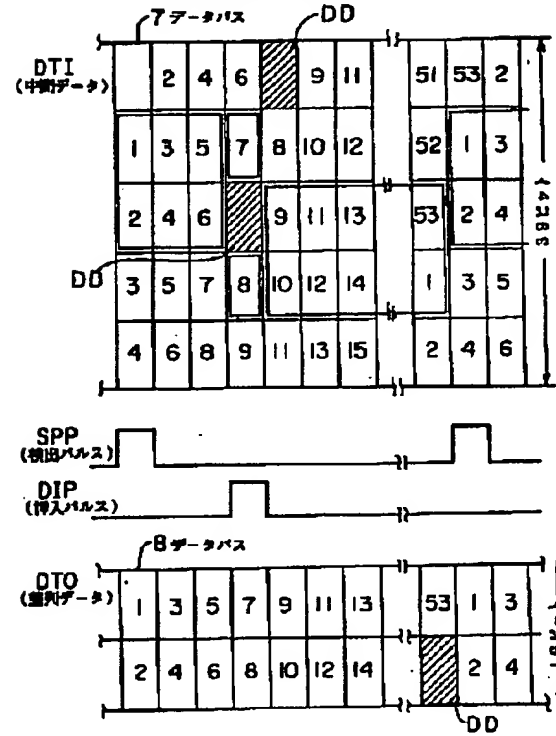 7 データバス
DD
DTI
(中間データ)
2 4 6 9 11 51 53 2
1 3 5 7 8 10 12 52 1 3
2 4 6 9 11 13 53 2 4
DD
3 5 7 8 10 12 14 1 3 5
4 6 8 9 11 13 15 2 4 6
SPP
(検出パルス)
DIP
(挿入パルス)
8 データバス
DTO
(整列データ)
1 3 5 7 9 11 13 53 1 3
2 4 6 8 10 12 14 2 4
DD